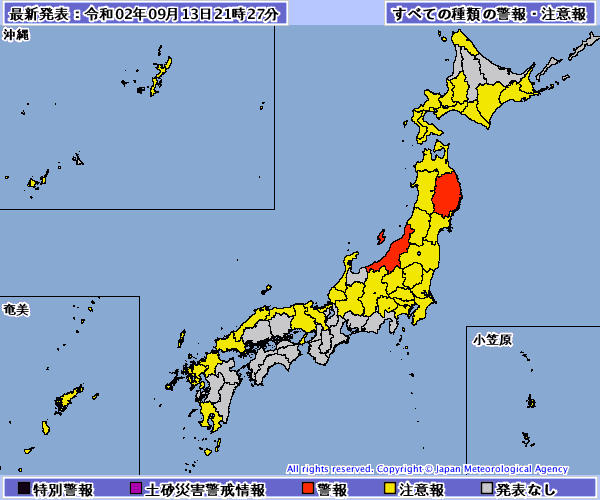 最新発表：令和02年09月13日21時27分
すべての種類の警報・注意報
沖縄
奄美
小笠原
All rights reserved. Copyright © Japan Meteorological Agency
特別警報 土砂災害警戒情報 警報 注意報 発表なし